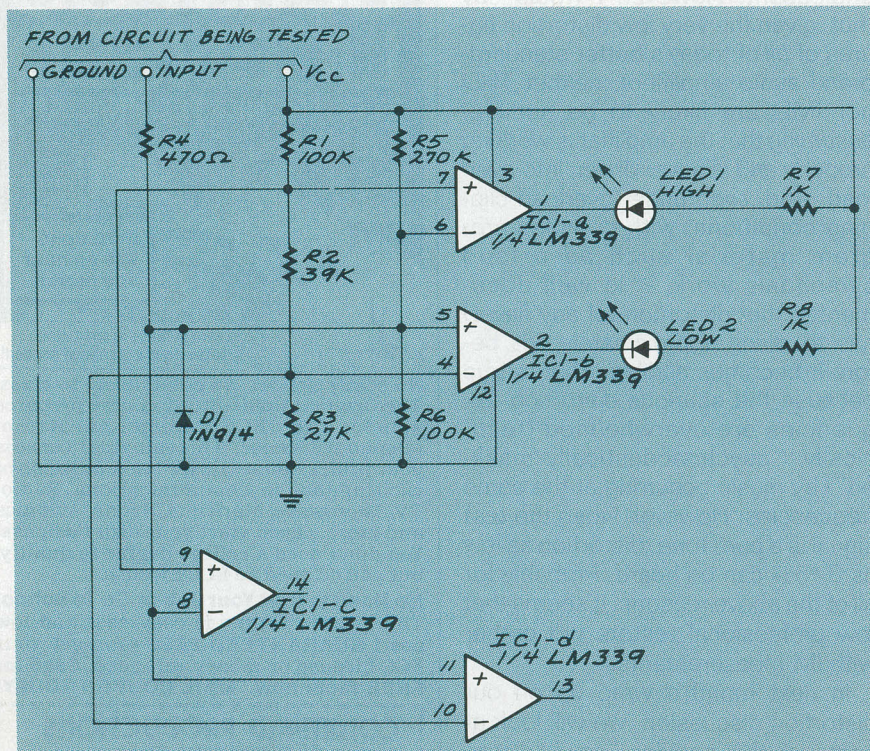 FROM CIRCUIT BEING TESTED
GROUND
INPUT
VCC
R4
470Ω
R1
100K
R5
270K
LED1
HIGH
R7
1K
7
+
3
1
6
−
IC1-a
1/4 LM339
R2
39K
5
+
2
4
−
12
IC1-b
1/4 LM339
LED 2
LOW
R8
1K
D1
1N914
R3
27K
R6
100K
9
+
14
8
−
IC1-C
1/4 LM339
IC1-d
1/4 LM339
11
+
13
10
−